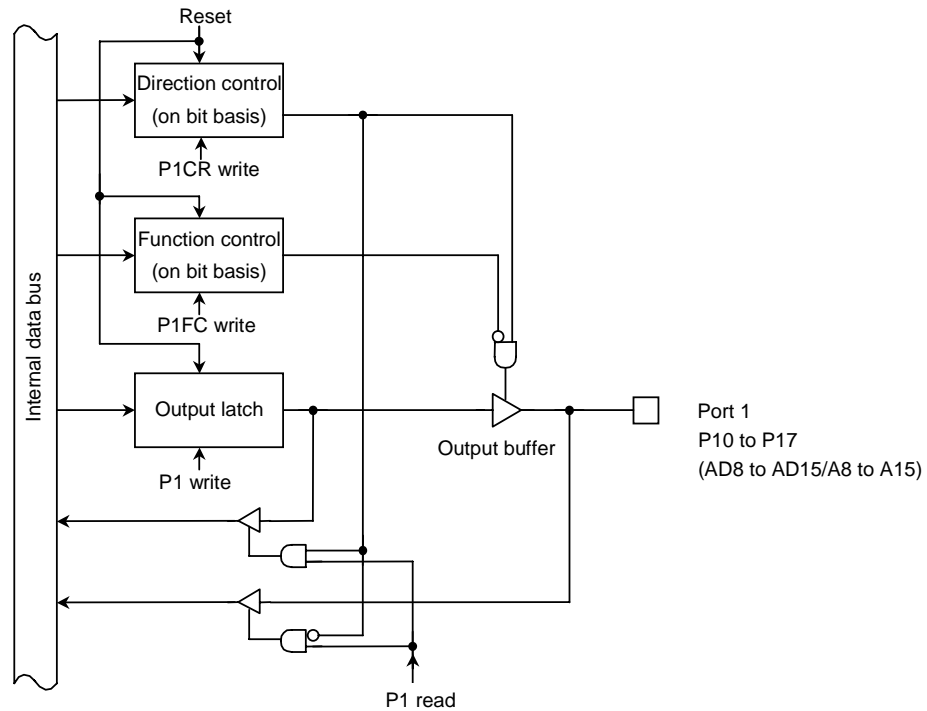 Reset
Direction control
(on bit basis)
P1CR write
Function control
(on bit basis)
P1FC write
Internal data bus
Output latch
P1 write
Output buffer
Port 1
P10 to P17
(AD8 to AD15/A8 to A15)
P1 read